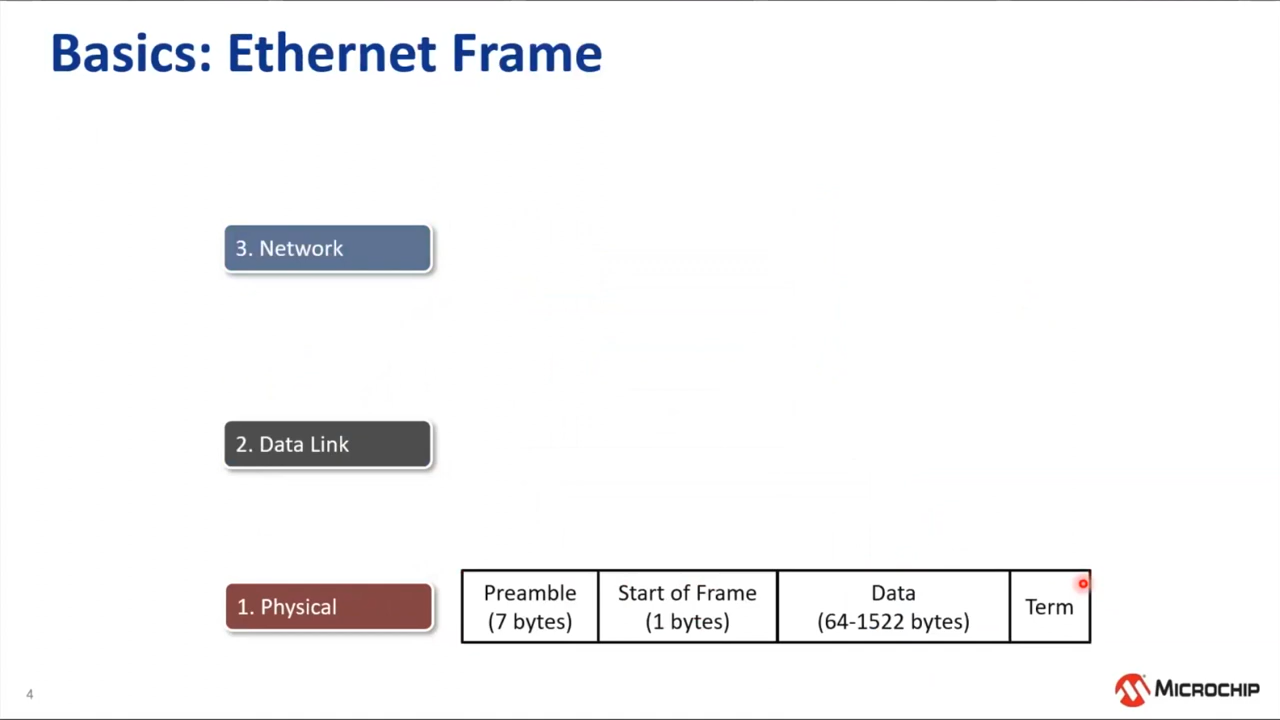 Basics: Ethernet Frame
3. Network
2. Data Link
1. Physical
Preamble
(7 bytes)
Start of Frame
(1 bytes)
Data
(64-1522 bytes)
Term
4
MICROCHIP